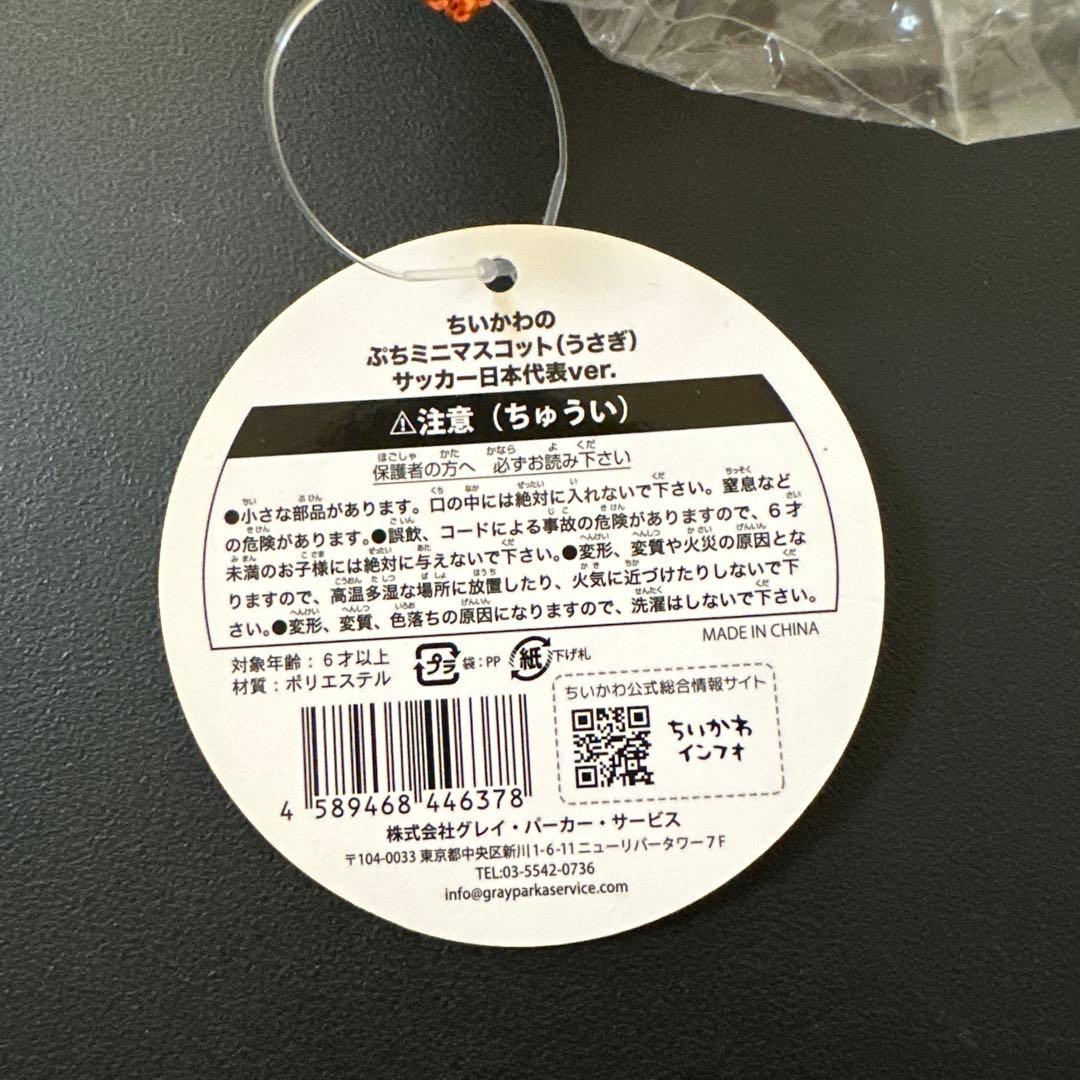 ちいかわの
ぷちミニマスコット(うさぎ)
サッカー日本代表ver.
⚠注意(ちゅうい)
保護者の方へ 必ずお読み下さい
●小さな部品があります。口の中には絶対に入れないで下さい。窒息など
の危険があります。●誤飲、コードによる事故の危険がありますので、6才
未満のお子様には絶対に与えないで下さい。●変形、変質や火災の原因とな
りますので、高温多湿な場所に放置したり、火気に近づけたりしないで下
さい。●変形、変質、色落ちの原因になりますので、洗濯はしないで下さい。
MADE IN CHINA
対象年齢:6才以上
材質:ポリエステル
プラ 袋:PP 紙 下げ札
ちいかわ公式総合情報サイト
ちいかわ
インフォ
4 589468 446378
株式会社グレイ・パーカー・サービス
〒104-0033 東京都中央区新川1-6-11 ニューリバータワー7F
TEL:03-5542-0736
info@grayparkaservice.com